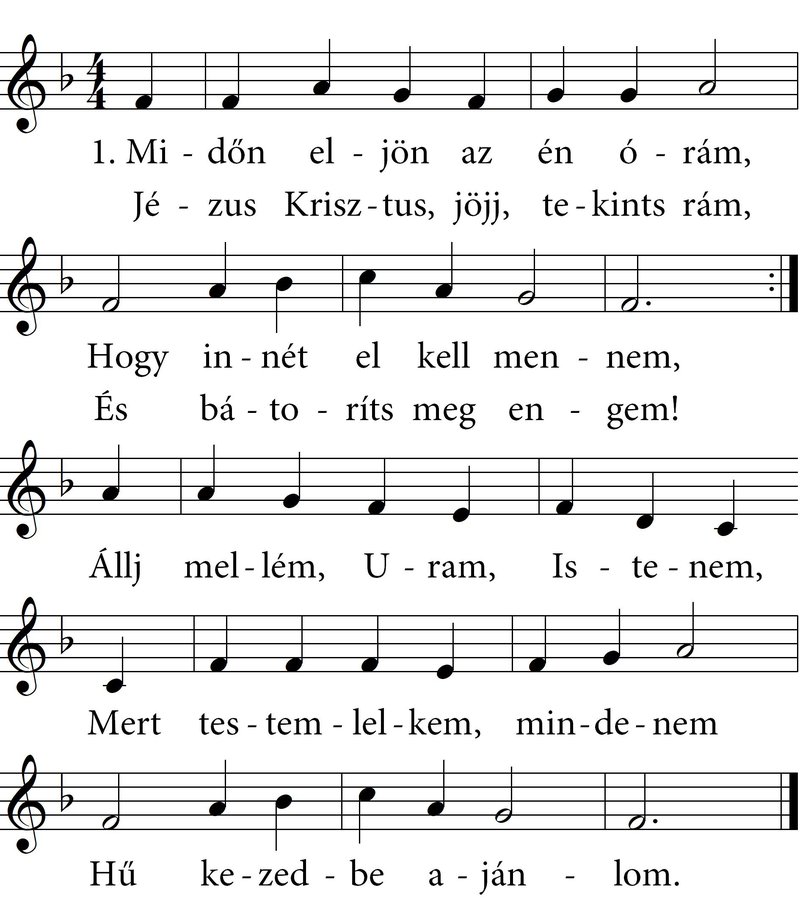 1. Mi - dőn el - jön az én ó - rám,
Jé - zus Krisz - tus, jöjj, te - kints rám,
Hogy in - nét el kell men - nem,
És bá - to - ríts meg en - gem!
Állj mel - lém, U - ram, Is - te - nem,
Mert tes - tem - lel - kem, min - de - nem
Hű ke - zed - be a - ján - lom.